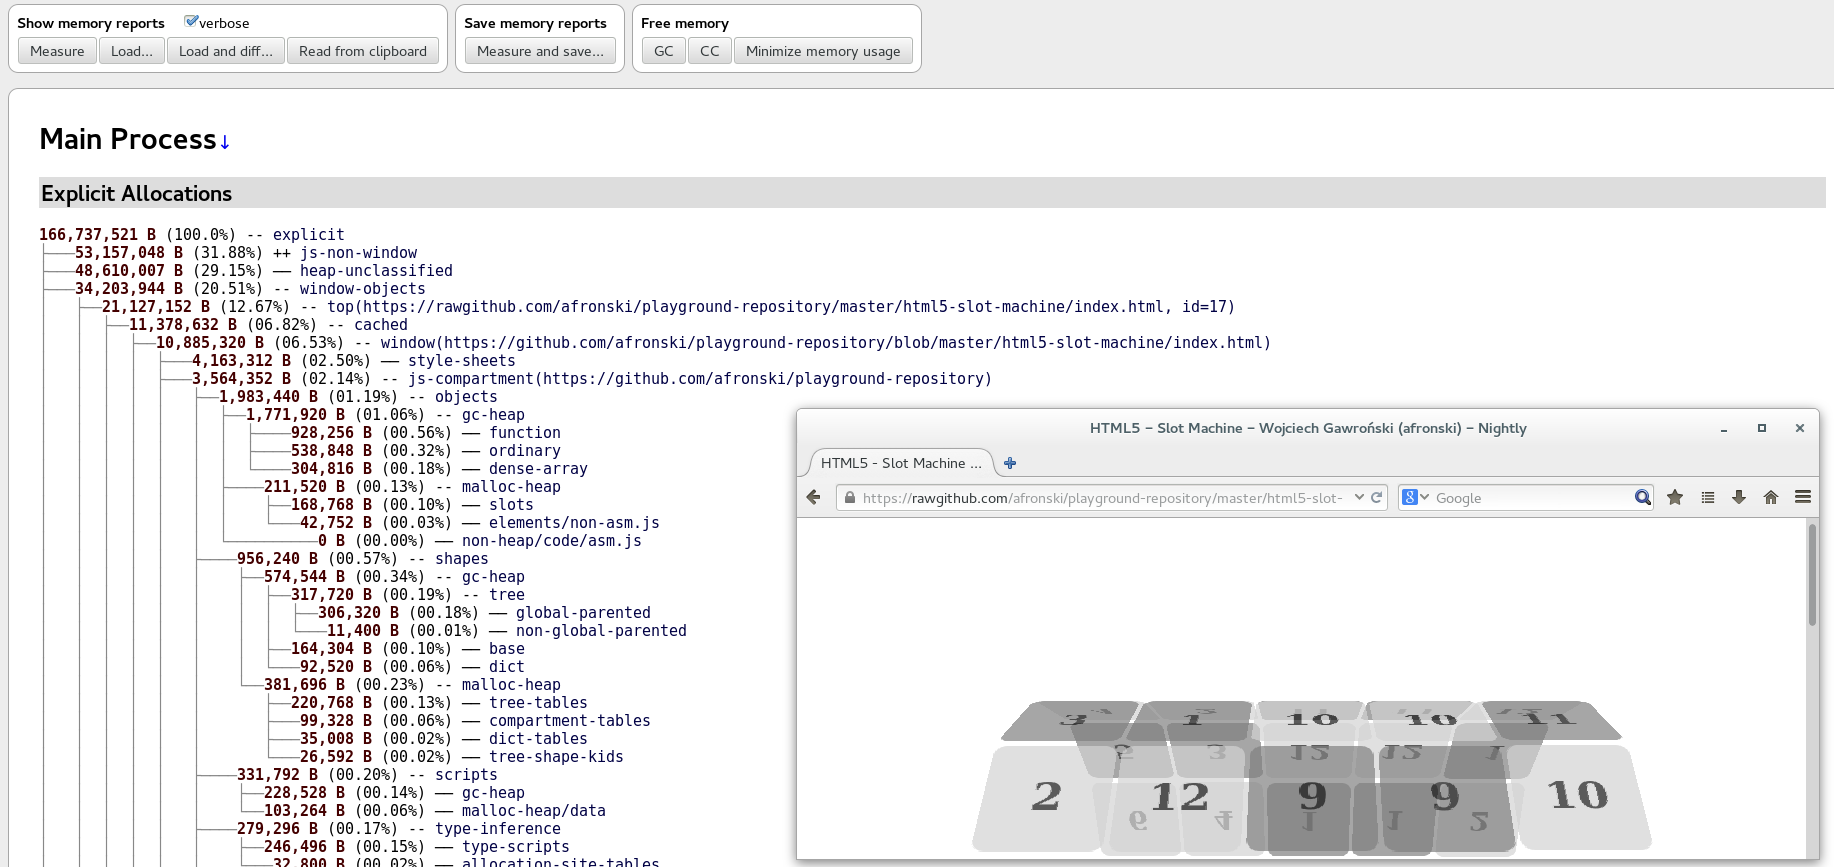 Show memory reports verbose
Measure Load... Load and diff... Read from clipboard
Save memory reports
Measure and save...
Free memory
GC CC Minimize memory usage
Main Process↓
Explicit Allocations
166,737,521 B (100.0%) -- explicit
├──53,157,048 B (31.88%) ++ js-non-window
├──48,610,007 B (29.15%) ── heap-unclassified
├──34,203,944 B (20.51%) -- window-objects
21,127,152 B (12.67%) -- top(https://rawgithub.com/afronski/playground-repository/master/html5-slot-machine/index.html, id=17)
11,378,632 B (06.82%) -- cached
10,885,320 B (06.53%) -- window(https://github.com/afronski/playground-repository/blob/master/html5-slot-machine/index.html)
4,163,312 B (02.50%) ── style-sheets
3,564,352 B (02.14%) -- js-compartment(https://github.com/afronski/playground-repository)
1,983,440 B (01.19%) -- objects
1,771,920 B (01.06%) -- gc-heap
928,256 B (00.56%) ── function
538,848 B (00.32%) ── ordinary
304,816 B (00.18%) ── dense-array
211,520 B (00.13%) -- malloc-heap
168,768 B (00.10%) ── slots
42,752 B (00.03%) ── elements/non-asm.js
0 B (00.00%) ── non-heap/code/asm.js
956,240 B (00.57%) -- shapes
574,544 B (00.34%) -- gc-heap
317,720 B (00.19%) -- tree
306,320 B (00.18%) ── global-parented
11,400 B (00.01%) ── non-global-parented
164,304 B (00.10%) ── base
92,520 B (00.06%) ── dict
381,696 B (00.23%) -- malloc-heap
220,768 B (00.13%) ── tree-tables
99,328 B (00.06%) ── compartment-tables
35,008 B (00.02%) ── dict-tables
26,592 B (00.02%) ── tree-shape-kids
331,792 B (00.20%) -- scripts
228,528 B (00.14%) ── gc-heap
103,264 B (00.06%) ── malloc-heap/data
279,296 B (00.17%) -- type-inference
246,496 B (00.15%) ── type-scripts
32,800 B (00.02%) ── allocation-site-tables
HTML5 – Slot Machine – Wojciech Gawroński (afronski) – Nightly
HTML5 - Slot Machine ...
https://rawgithub.com/afronski/playground-repository/master/html5-slot-
8 Google
3 1 10 10 11
5 3 12 12 1
2 12 9 9 10
6 4 1 1 2